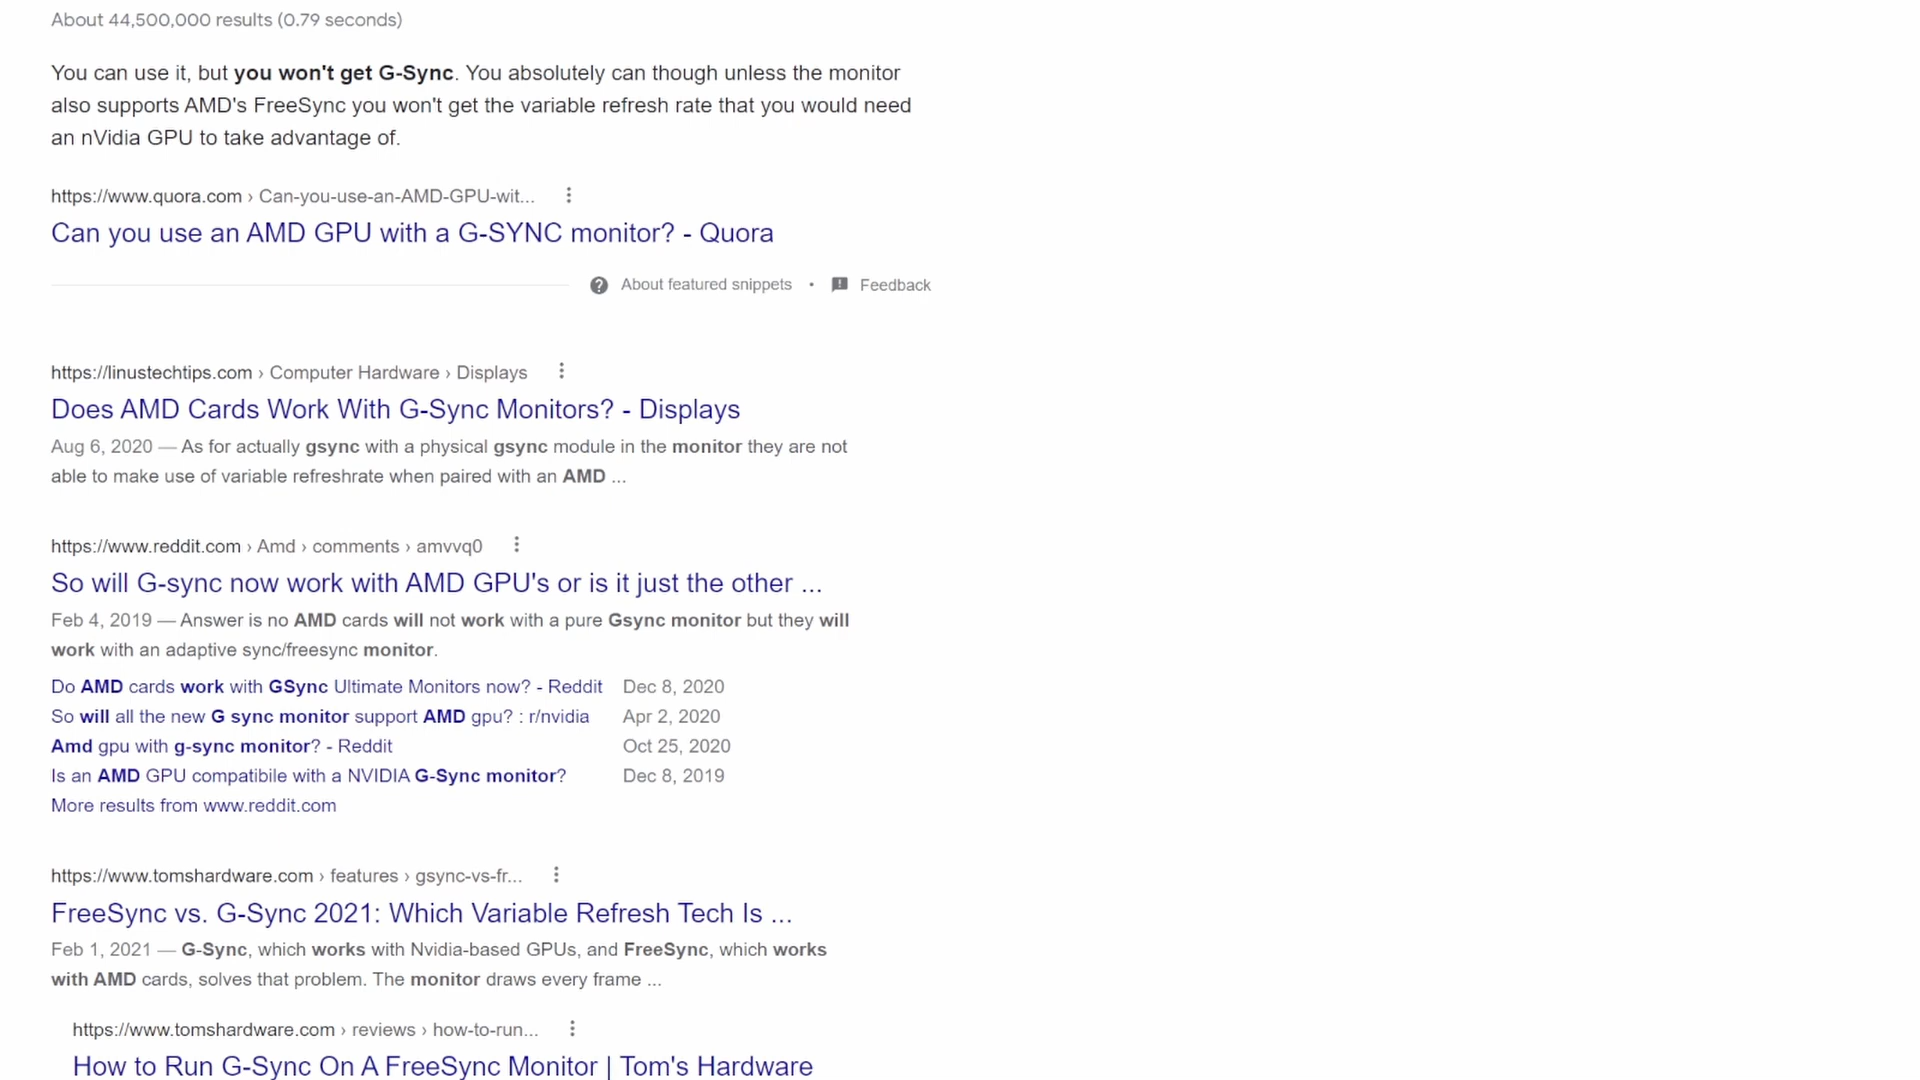 About 44,500,000 results (0.79 seconds)
You can use it, but you won't get G-Sync. You absolutely can though unless the monitor
also supports AMD's FreeSync you won't get the variable refresh rate that you would need
an nVidia GPU to take advantage of.
https://www.quora.com › Can-you-use-an-AMD-GPU-wit...
Can you use an AMD GPU with a G-SYNC monitor? - Quora
About featured snippets • Feedback
https://linustechtips.com › Computer Hardware › Displays
Does AMD Cards Work With G-Sync Monitors? - Displays
Aug 6, 2020 — As for actually gsync with a physical gsync module in the monitor they are not
able to make use of variable refreshrate when paired with an AMD ...
https://www.reddit.com › Amd › comments › amvvq0
So will G-sync now work with AMD GPU's or is it just the other ...
Feb 4, 2019 — Answer is no AMD cards will not work with a pure Gsync monitor but they will
work with an adaptive sync/freesync monitor.
Do AMD cards work with GSync Ultimate Monitors now? - Reddit Dec 8, 2020
So will all the new G sync monitor support AMD gpu? : r/nvidia Apr 2, 2020
Amd gpu with g-sync monitor? - Reddit Oct 25, 2020
Is an AMD GPU compatibile with a NVIDIA G-Sync monitor? Dec 8, 2019
More results from www.reddit.com
https://www.tomshardware.com › features › gsync-vs-fr...
FreeSync vs. G-Sync 2021: Which Variable Refresh Tech Is ...
Feb 1, 2021 — G-Sync, which works with Nvidia-based GPUs, and FreeSync, which works
with AMD cards, solves that problem. The monitor draws every frame ...
https://www.tomshardware.com › reviews › how-to-run...
How to Run G-Sync On A FreeSync Monitor | Tom's Hardware